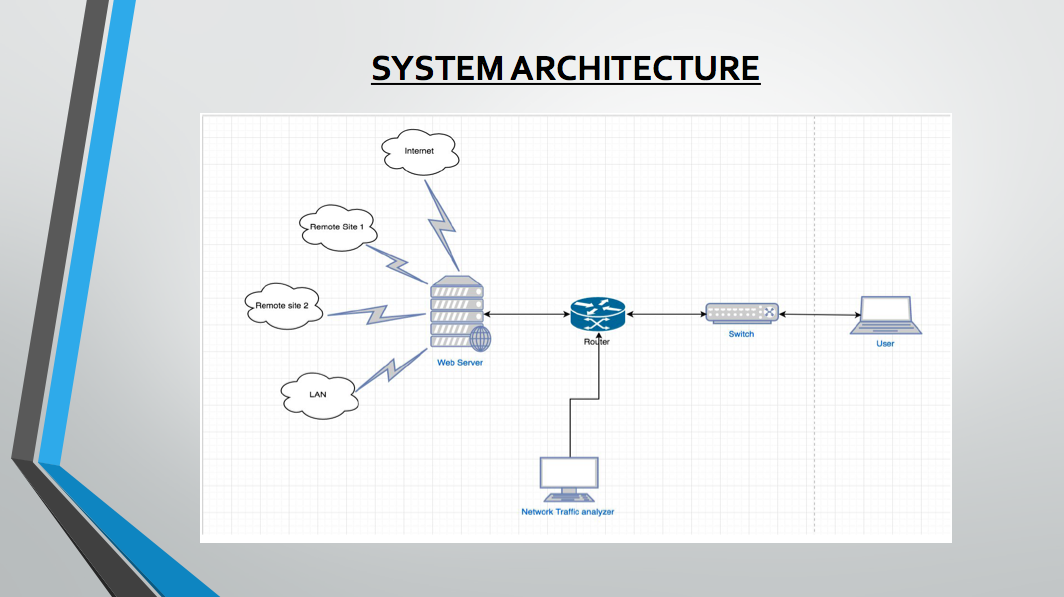 SYSTEM ARCHITECTURE
Internet
Remote Site 1
Remote site 2
LAN
Web Server
Router
Switch
User
Network Traffic analyzer